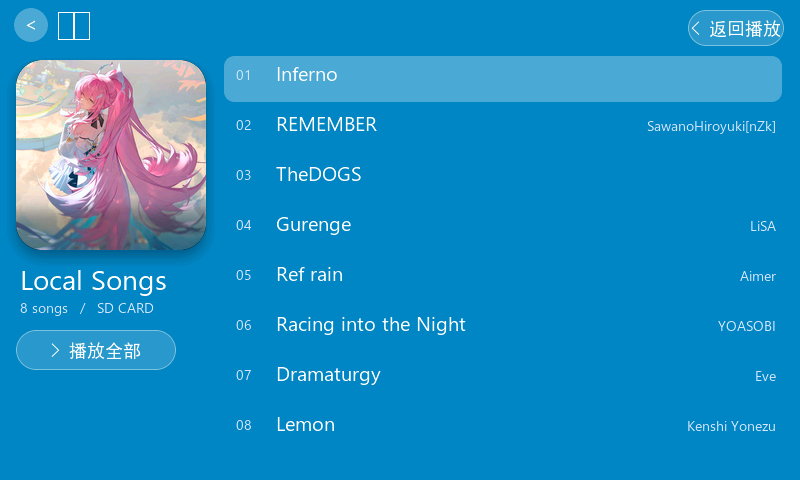 <
< 返回播放
Local Songs
8 songs / SD CARD
> 播放全部
01 Inferno
02 REMEMBER SawanoHiroyuki[nZk]
03 TheDOGS
04 Gurenge LiSA
05 Ref rain Aimer
06 Racing into the Night YOASOBI
07 Dramaturgy Eve
08 Lemon Kenshi Yonezu